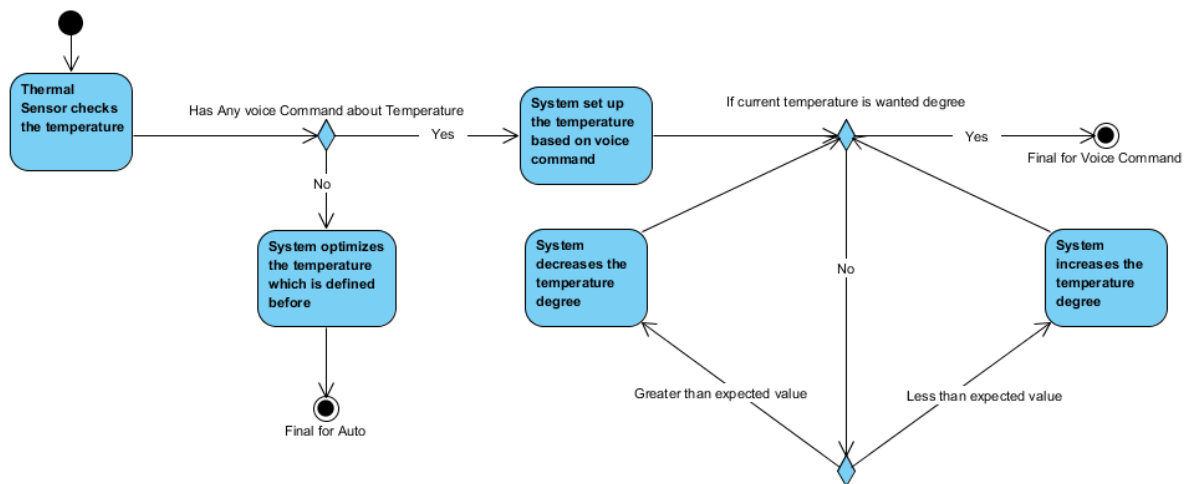 Thermal
Sensor checks
the temperature
Has Any voice Command about Temperature
Yes
No
System optimizes
the temperature
which is defined
before
Final for Auto
System set up
the temperature
based on voice
command
If current temperature is wanted degree
Yes
Final for Voice Command
No
System
decreases the
temperature
degree
System
increases the
temperature
degree
Greater than expected value
Less than expected value